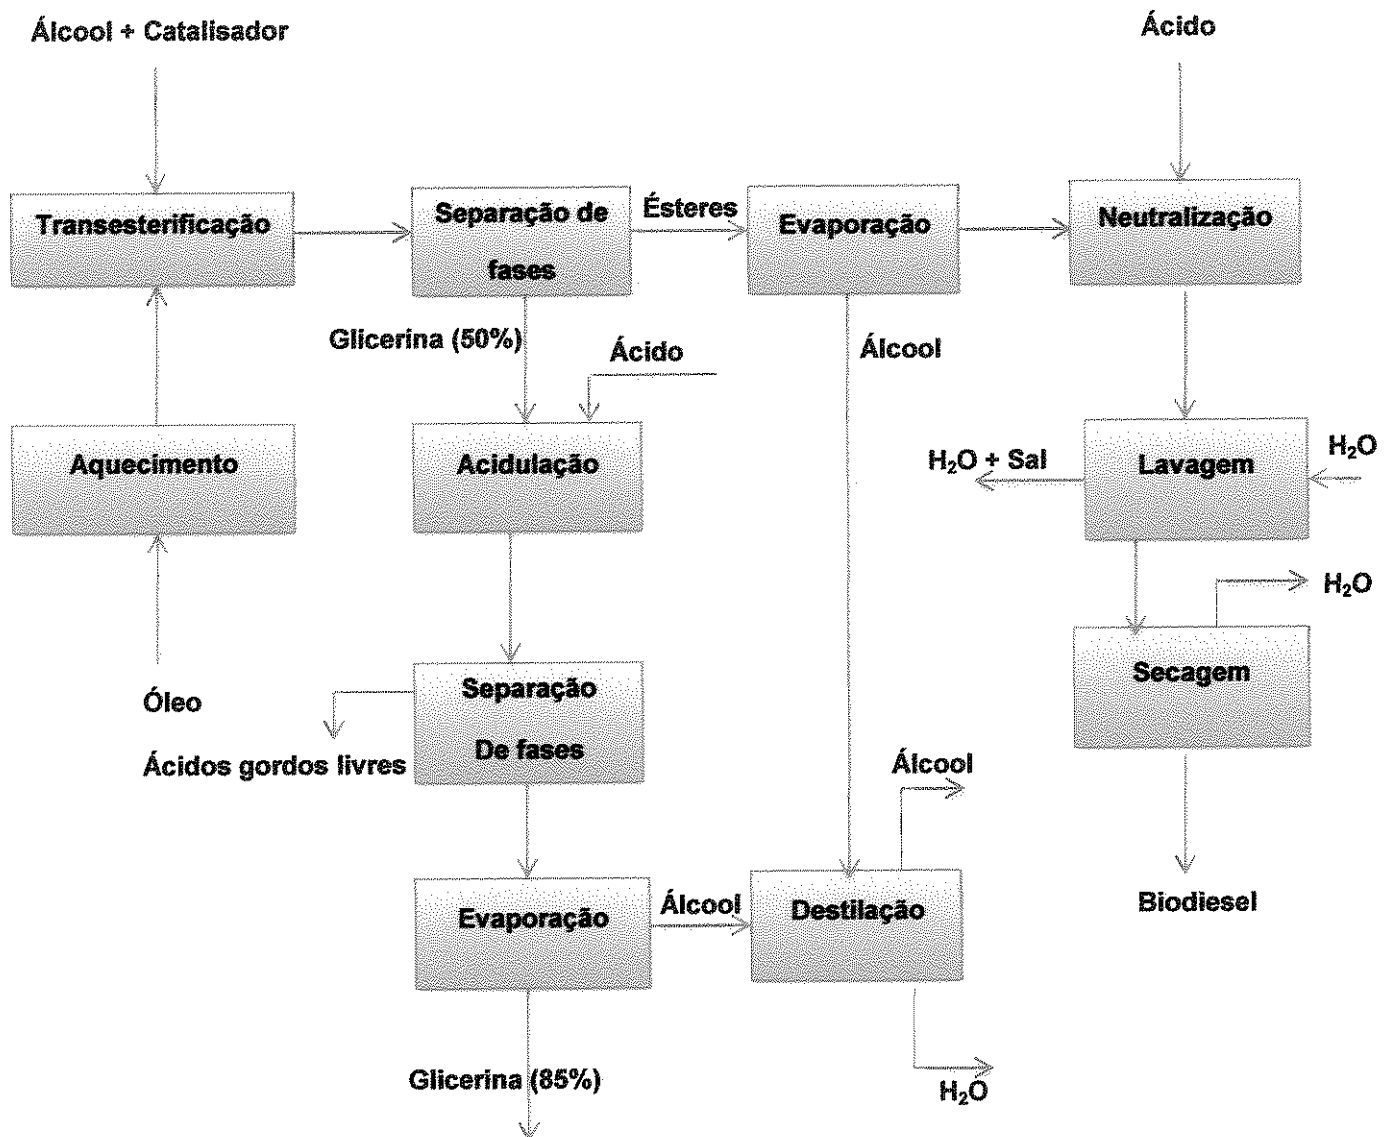 Álcool + Catalisador
Ácido
Transesterificação
Separação de
fases
Ésteres
Evaporação
Neutralização
Glicerina (50%)
Ácido
Álcool
Aquecimento
Acidulação
H₂O + Sal
Lavagem
H₂O
H₂O
Óleo
Separação
De fases
Secagem
Ácidos gordos livres
Álcool
Evaporação
Álcool
Destilação
Biodiesel
Glicerina (85%)
H₂O